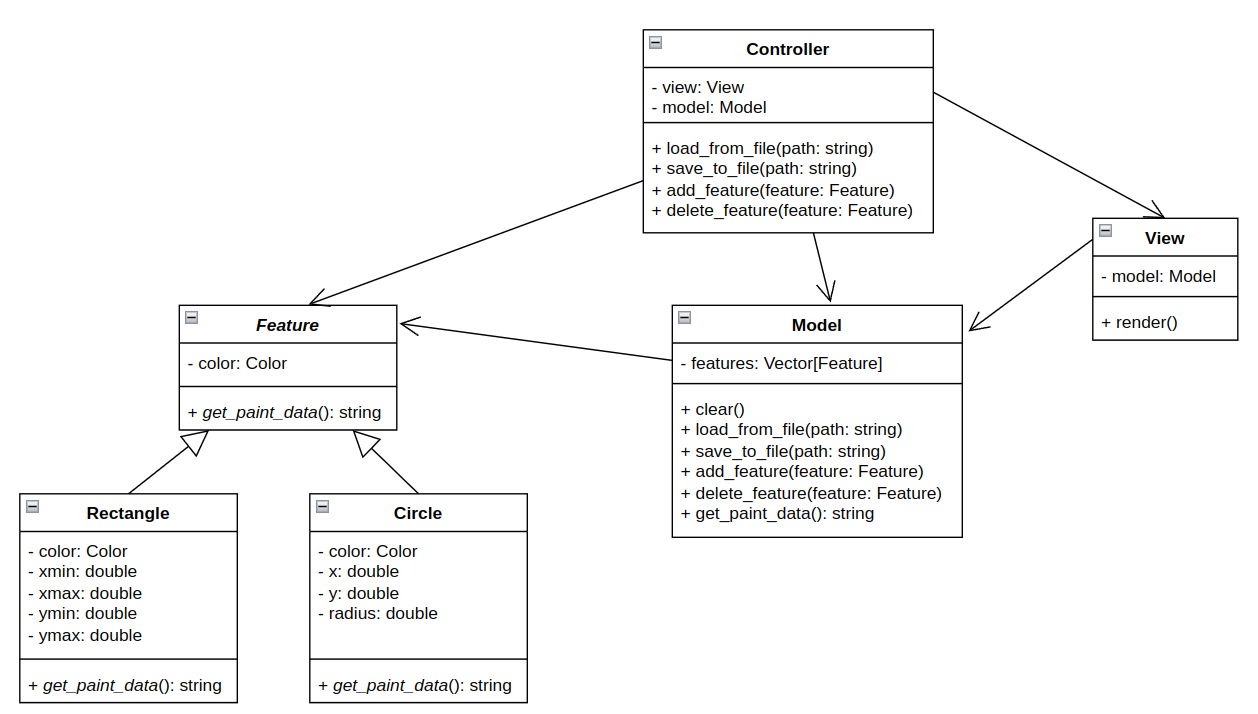 Controller
- view: View
- model: Model
+ load_from_file(path: string)
+ save_to_file(path: string)
+ add_feature(feature: Feature)
+ delete_feature(feature: Feature)
View
- model: Model
+ render()
Feature
- color: Color
+ get_paint_data(): string
Model
- features: Vector[Feature]
+ clear()
+ load_from_file(path: string)
+ save_to_file(path: string)
+ add_feature(feature: Feature)
+ delete_feature(feature: Feature)
+ get_paint_data(): string
Rectangle
- color: Color
- xmin: double
- xmax: double
- ymin: double
- ymax: double
+ get_paint_data(): string
Circle
- color: Color
- x: double
- y: double
- radius: double
+ get_paint_data(): string